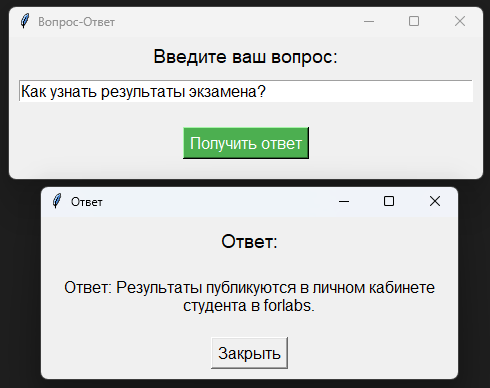 Вопрос-Ответ
Введите ваш вопрос:
Как узнать результаты экзамена?
Получить ответ
Ответ
Ответ:
Ответ: Результаты публикуются в личном кабинете
студента в forlabs.
Закрыть